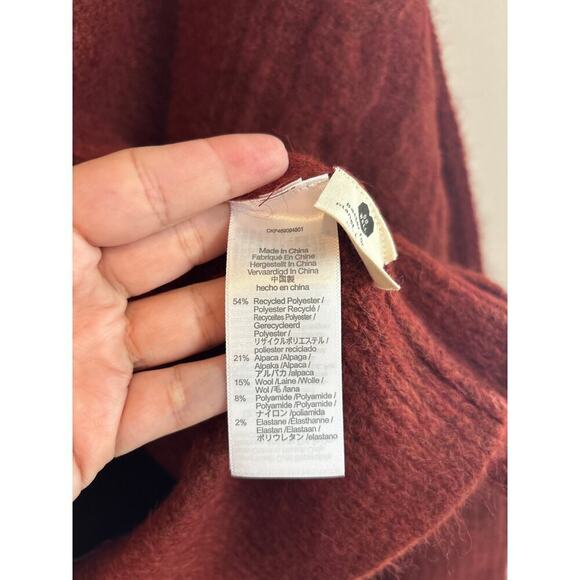 Made In China
Fabriqué En Chine
Hergestellt In China
Vervaardigd In China
中国製
hecho en china
54% Recycled Polyester /
Polyester Recyclé /
Recyceltes Polyester /
Gerecycleerd
Polyester /
リサイクルポリエステル /
poliester reciclado
21% Alpaca /Alpaga /
Alpaka /Alpaca /
アルパカ /alpaca
15% Wool /Laine /Wolle /
Wol /毛 /lana
8% Polyamide /Polyamide /
Polyamide /Polyamide /
ナイロン /poliamida
2% Elastane /Élasthanne /
Elastan /Elastaan /
ポリウレタン /elastano